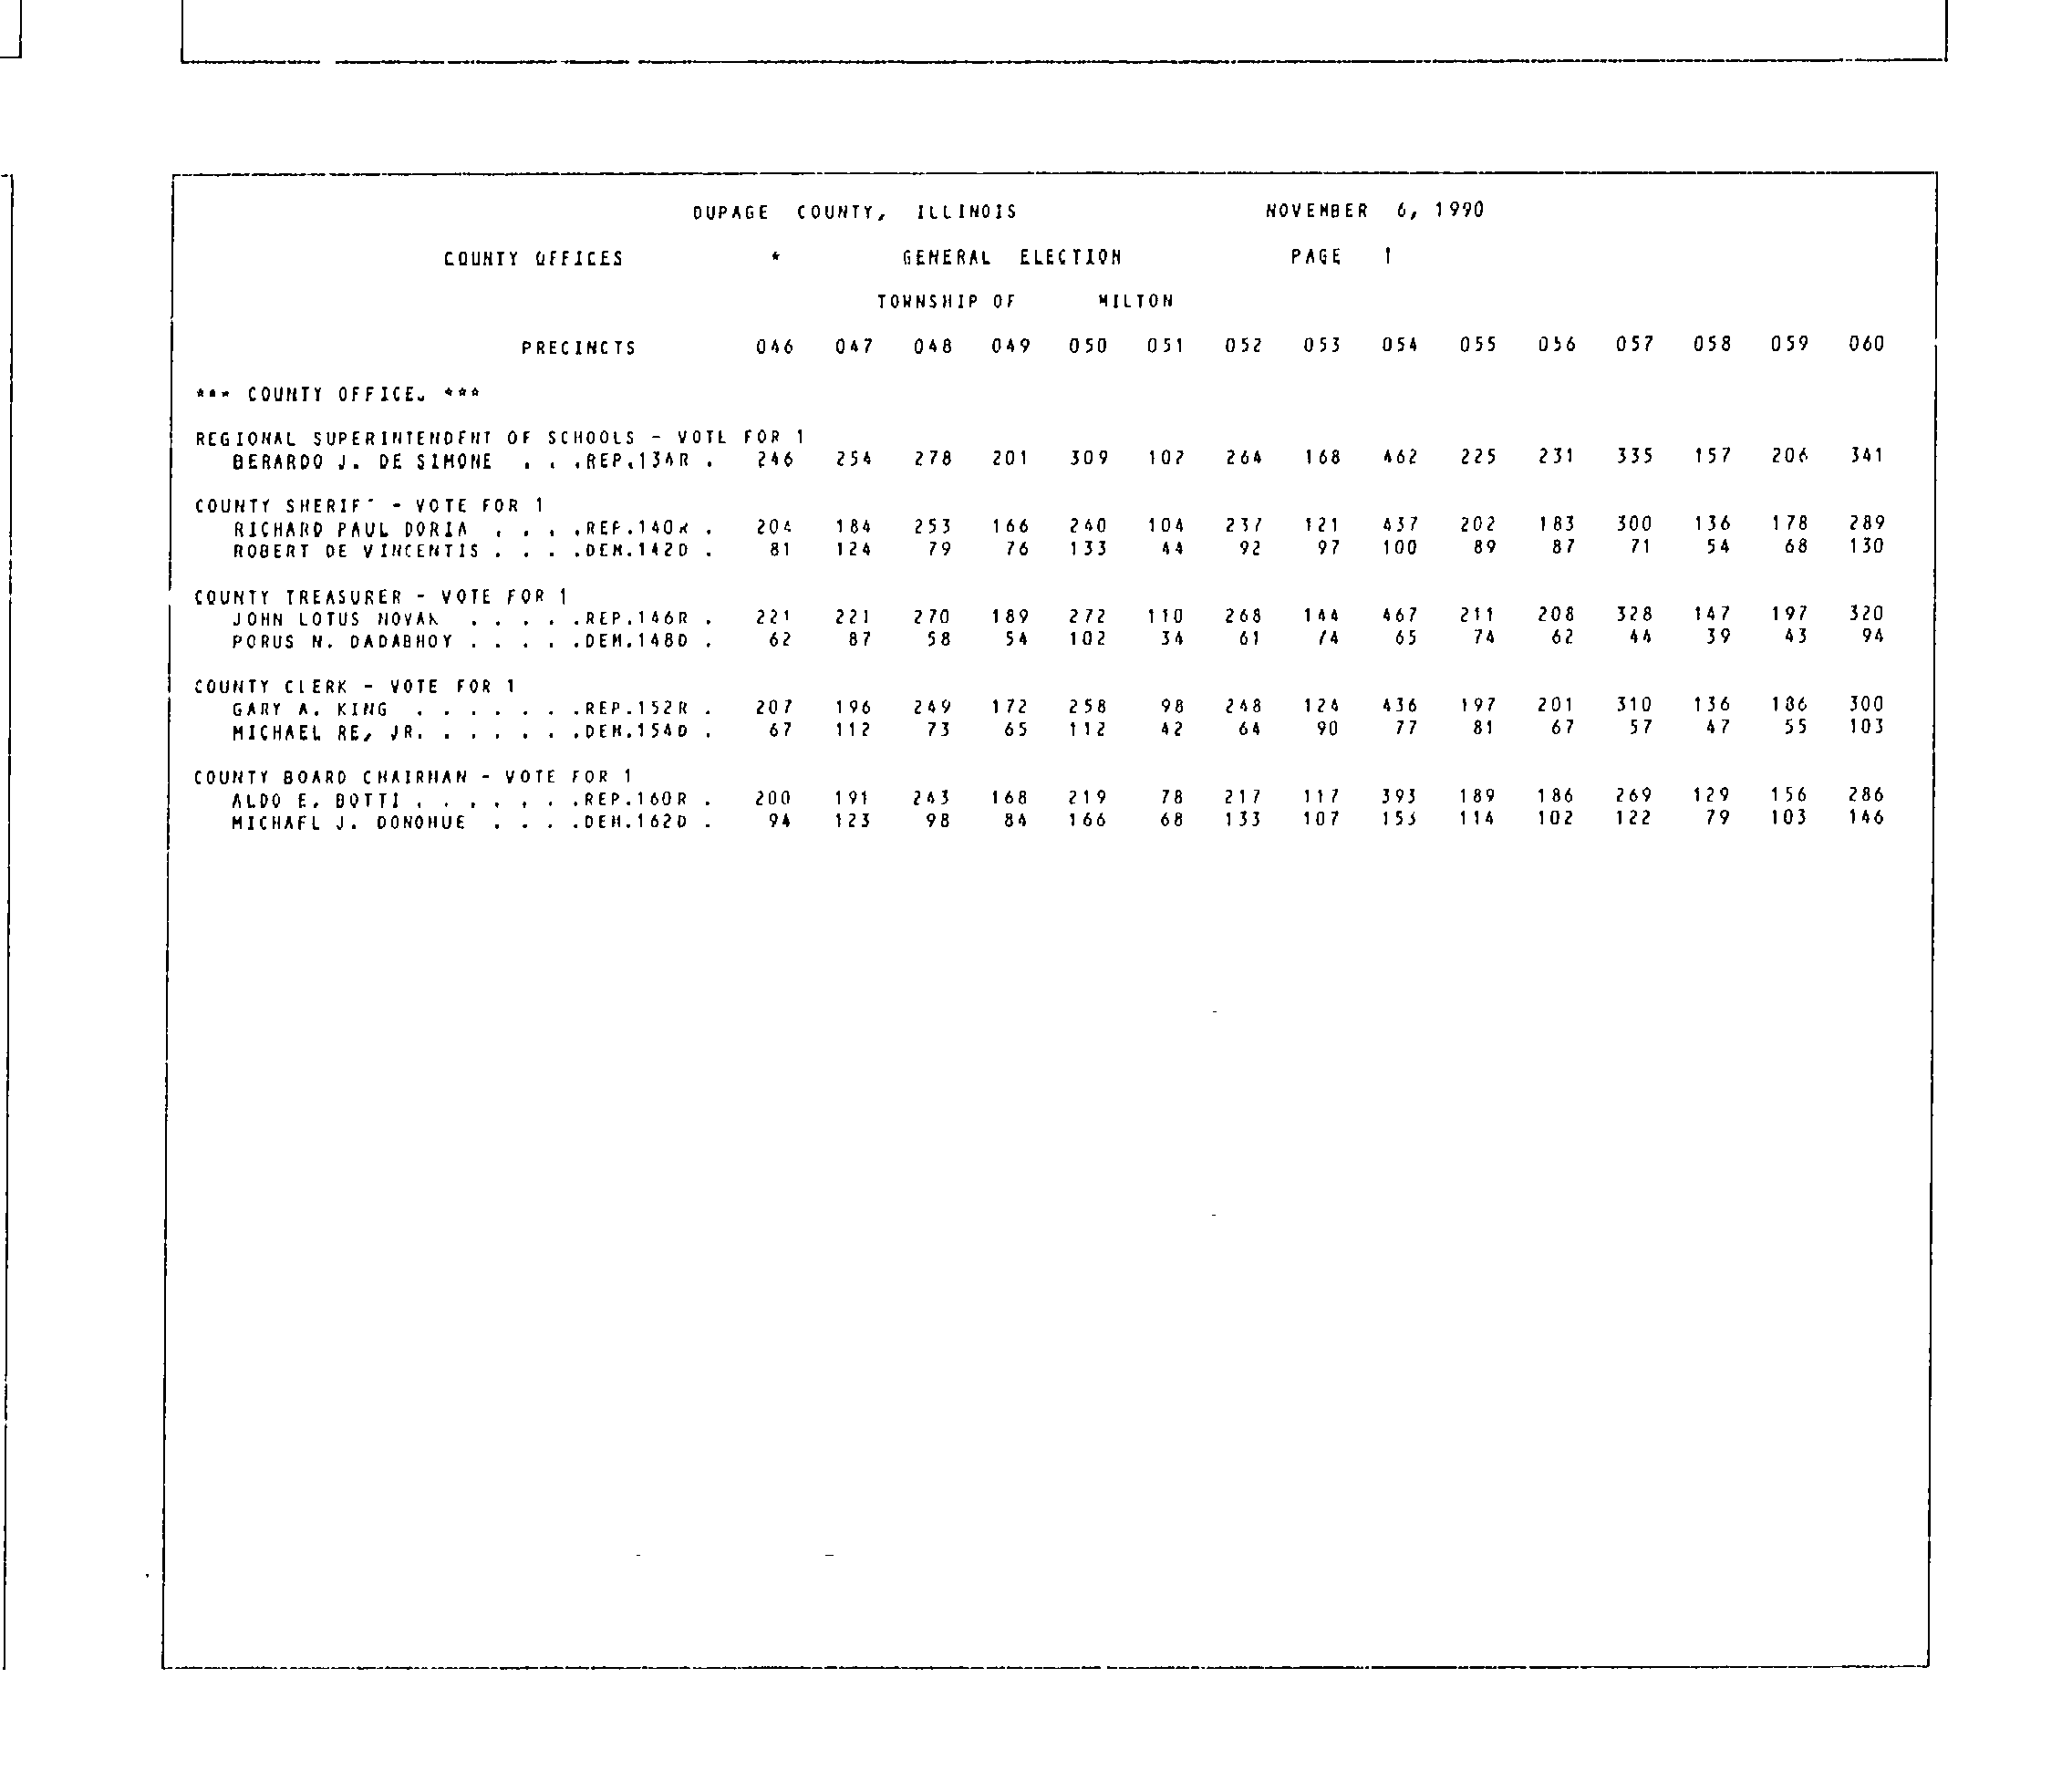 DUPAGE COUNTY, ILLINOIS NOVEMBER 6, 1990
COUNTY OFFICES * GENERAL ELECTION PAGE 1
TOWNSHIP OF MILTON
PRECINCTS 046 047 048 049 050 051 052 053 054 055 056 057 058 059 060
*** COUNTY OFFICE. ***
REGIONAL SUPERINTENDENT OF SCHOOLS - VOTE FOR 1
BERARDO J. DE SIMONE . . .REP.134R . 246 254 278 201 309 102 264 168 462 225 231 335 157 206 341
COUNTY SHERIFF - VOTE FOR 1
RICHARD PAUL DORIA . . . .REP.140R . 204 184 253 166 240 104 237 121 437 202 183 300 136 178 289
ROBERT DE VINCENTIS . . . .DEM.142D . 81 124 79 76 133 44 92 97 100 89 87 71 54 68 130
COUNTY TREASURER - VOTE FOR 1
JOHN LOTUS NOVAK . . . . .REP.146R . 221 221 270 189 272 110 268 144 467 211 208 328 147 197 320
PORUS N. DADABHOY . . . . .DEM.148D . 62 87 58 54 102 34 61 74 65 74 62 44 39 43 94
COUNTY CLERK - VOTE FOR 1
GARY A. KING . . . . . . .REP.152R . 207 196 249 172 258 98 248 124 436 197 201 310 136 186 300
MICHAEL RE, JR. . . . . . .DEM.154D . 67 112 73 65 112 42 64 90 77 81 67 57 47 55 103
COUNTY BOARD CHAIRMAN - VOTE FOR 1
ALDO E. BOTTI . . . . . . .REP.160R . 200 191 243 168 219 78 217 117 393 189 186 269 129 156 286
MICHAEL J. DONOHUE . . . .DEM.162D . 94 123 98 84 166 68 133 107 153 114 102 122 79 103 146